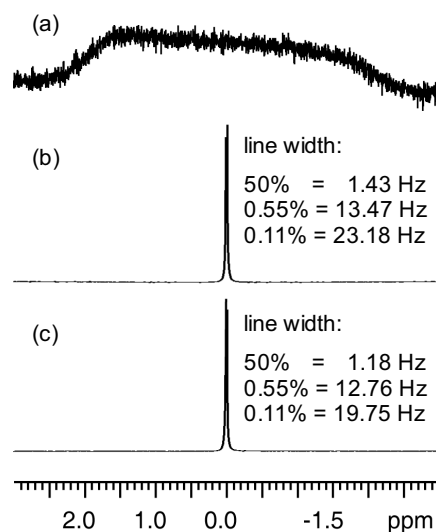 (a)
(b)
line width:
50% = 1.43 Hz
0.55% = 13.47 Hz
0.11% = 23.18 Hz
(c)
line width:
50% = 1.18 Hz
0.55% = 12.76 Hz
0.11% = 19.75 Hz
2.0 1.0 0.0 -1.5 ppm